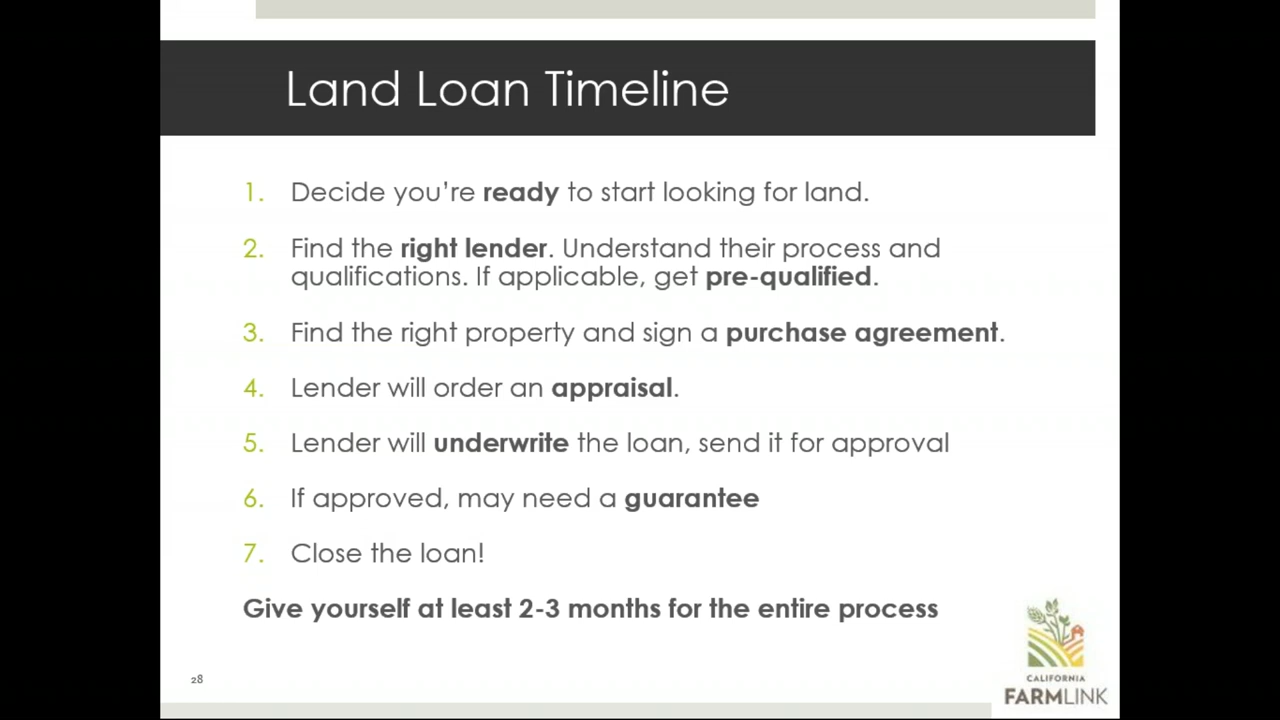 Land Loan Timeline
1. Decide you’re ready to start looking for land.
2. Find the right lender. Understand their process and
qualifications. If applicable, get pre-qualified.
3. Find the right property and sign a purchase agreement.
4. Lender will order an appraisal.
5. Lender will underwrite the loan, send it for approval
6. If approved, may need a guarantee
7. Close the loan!
Give yourself at least 2-3 months for the entire process
28
CALIFORNIA
FARMLINK